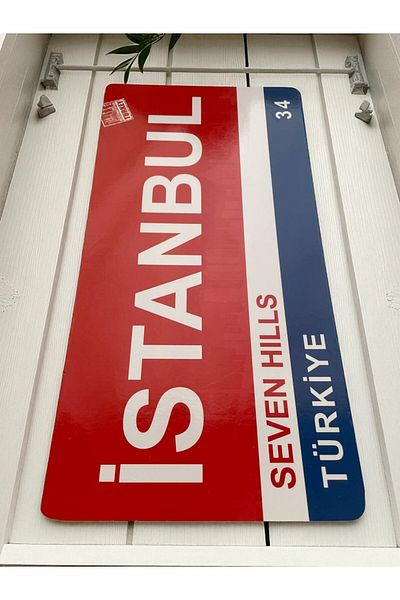 İSTANBUL
SEVEN HILLS
TÜRKİYE
34